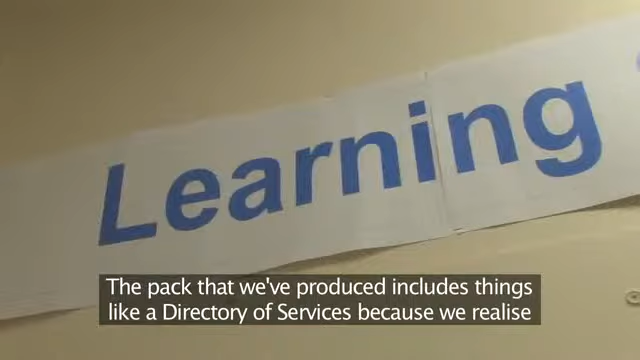 Learning
The pack that we've produced includes things
like a Directory of Services because we realise